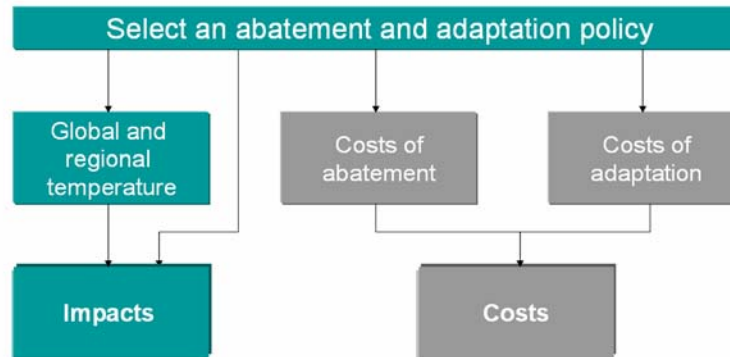 Select an abatement and adaptation policy
Global and
regional
temperature
Costs of
abatement
Costs of
adaptation
Impacts
Costs